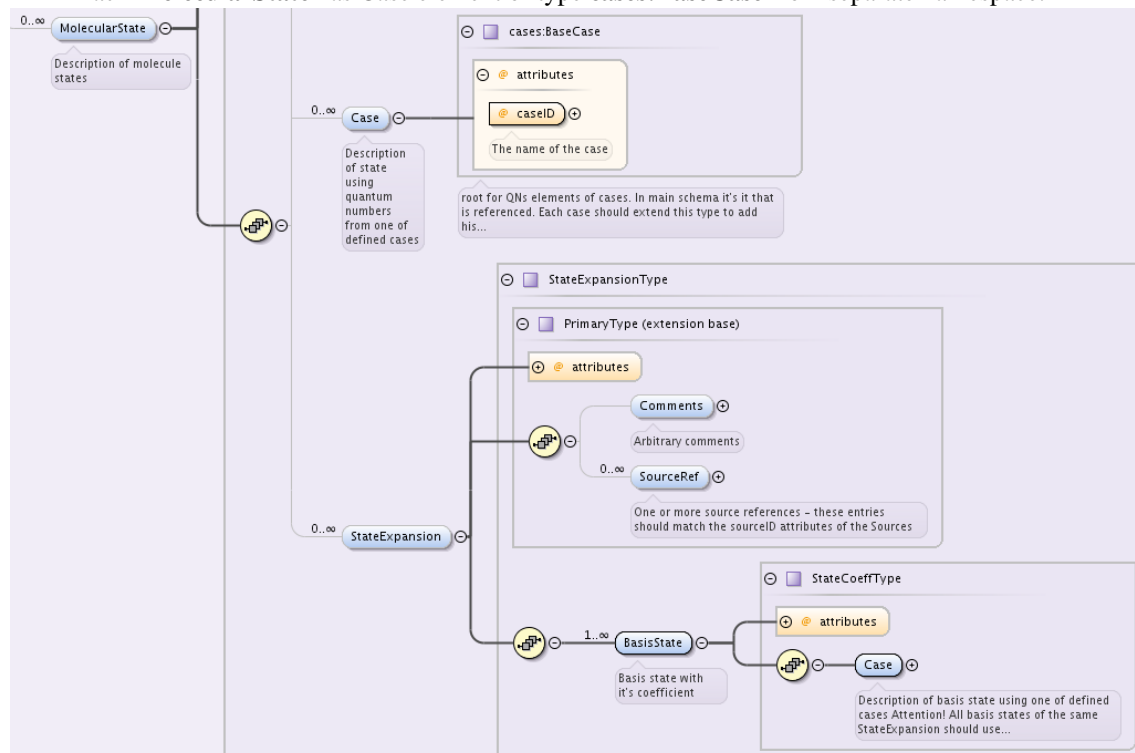 0..∞
MolecularState
Description of molecule
states
cases:BaseCase
@ attributes
@ caseID
The name of the case
0..∞
Case
Description
of state
using
quantum
numbers
from one of
defined cases
root for QNs elements of cases. In main schema it's it that
is referenced. Each case should extend this type to add
his...
StateExpansionType
PrimaryType (extension base)
@ attributes
Comments
Arbitrary comments
0..∞
SourceRef
One or more source references – these entries
should match the sourceID attributes of the Sources
0..∞
StateExpansion
StateCoeffType
@ attributes
1..∞
BasisState
Basis state with
it's coefficient
Case
Description of basis state using one of defined
cases Attention! All basis states of the same
StateExpansion should use...